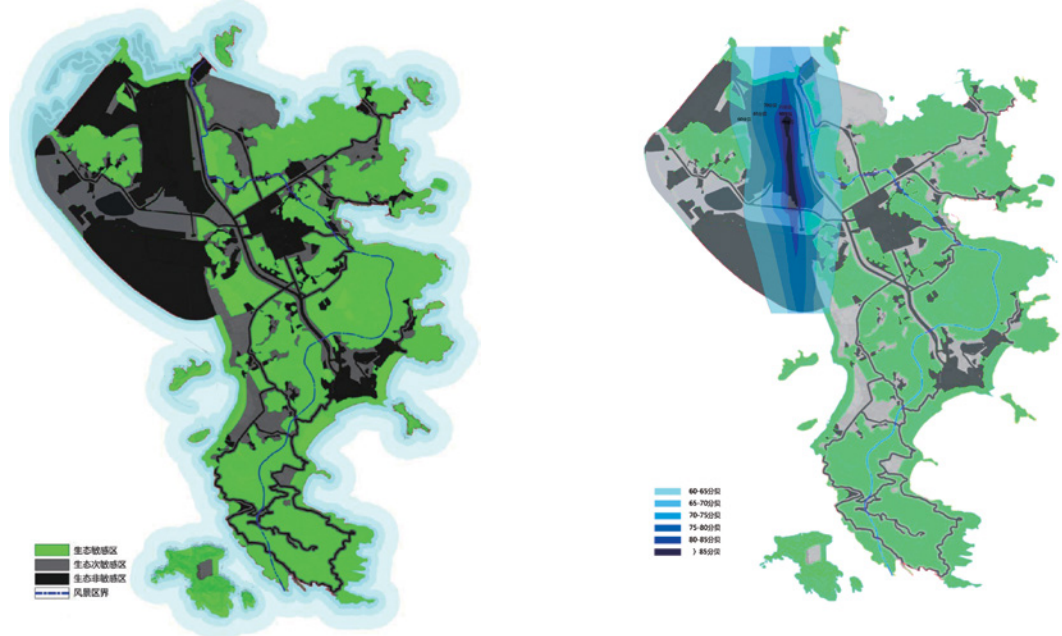 生态敏感区
生态次敏感区
生态非敏感区
风景区界
60-65分贝
65-70分贝
70-75分贝
75-80分贝
80-85分贝
> 85分贝